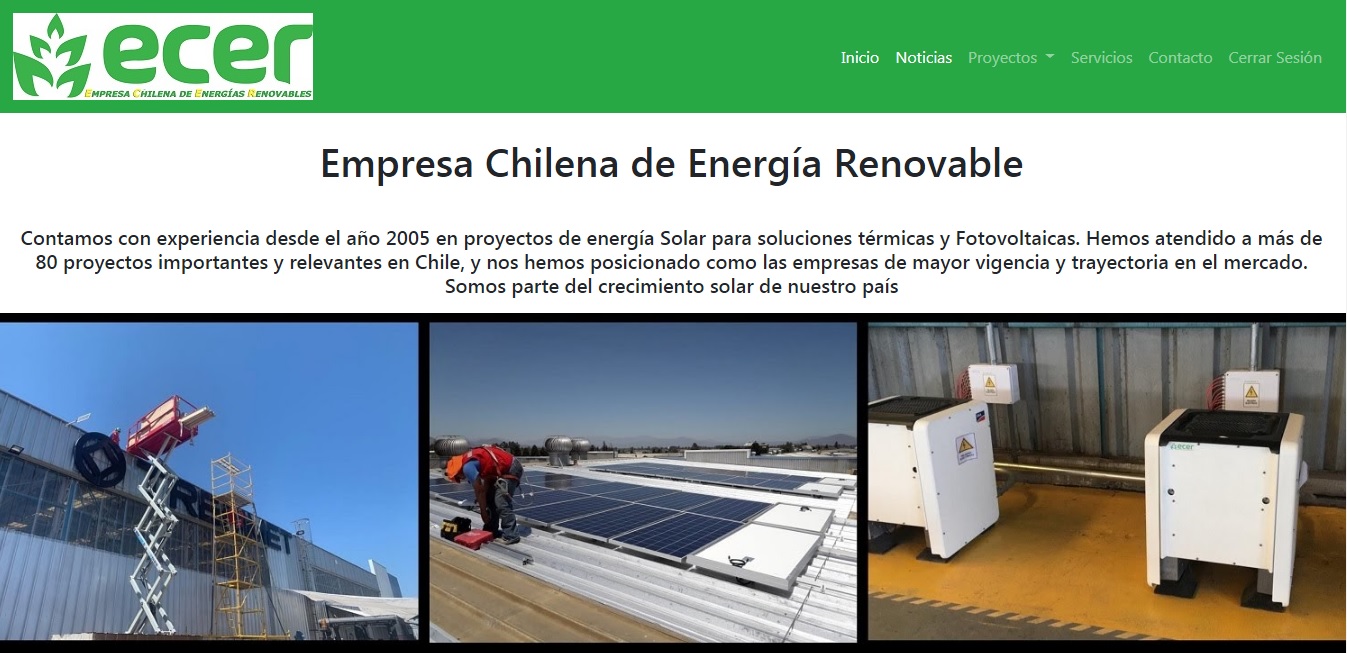 ecer
EMPRESA CHILENA DE ENERGÍAS RENOVABLES
Inicio Noticias Proyectos Servicios Contacto Cerrar Sesión
Empresa Chilena de Energía Renovable
Contamos con experiencia desde el año 2005 en proyectos de energía Solar para soluciones térmicas y Fotovoltaicas. Hemos atendido a más de
80 proyectos importantes y relevantes en Chile, y nos hemos posicionado como las empresas de mayor vigencia y trayectoria en el mercado.
Somos parte del crecimiento solar de nuestro país
ecer